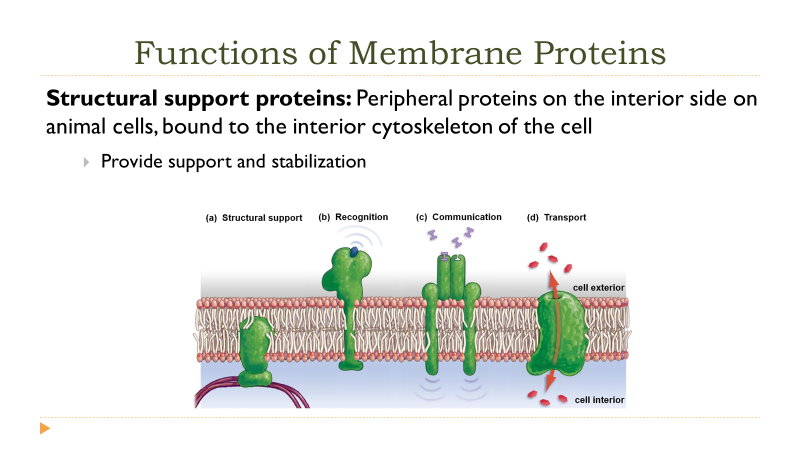 Functions of Membrane Proteins
Structural support proteins: Peripheral proteins on the interior side on
animal cells, bound to the interior cytoskeleton of the cell
Provide support and stabilization
(a) Structural support (b) Recognition (c) Communication (d) Transport
cell exterior
cell interior